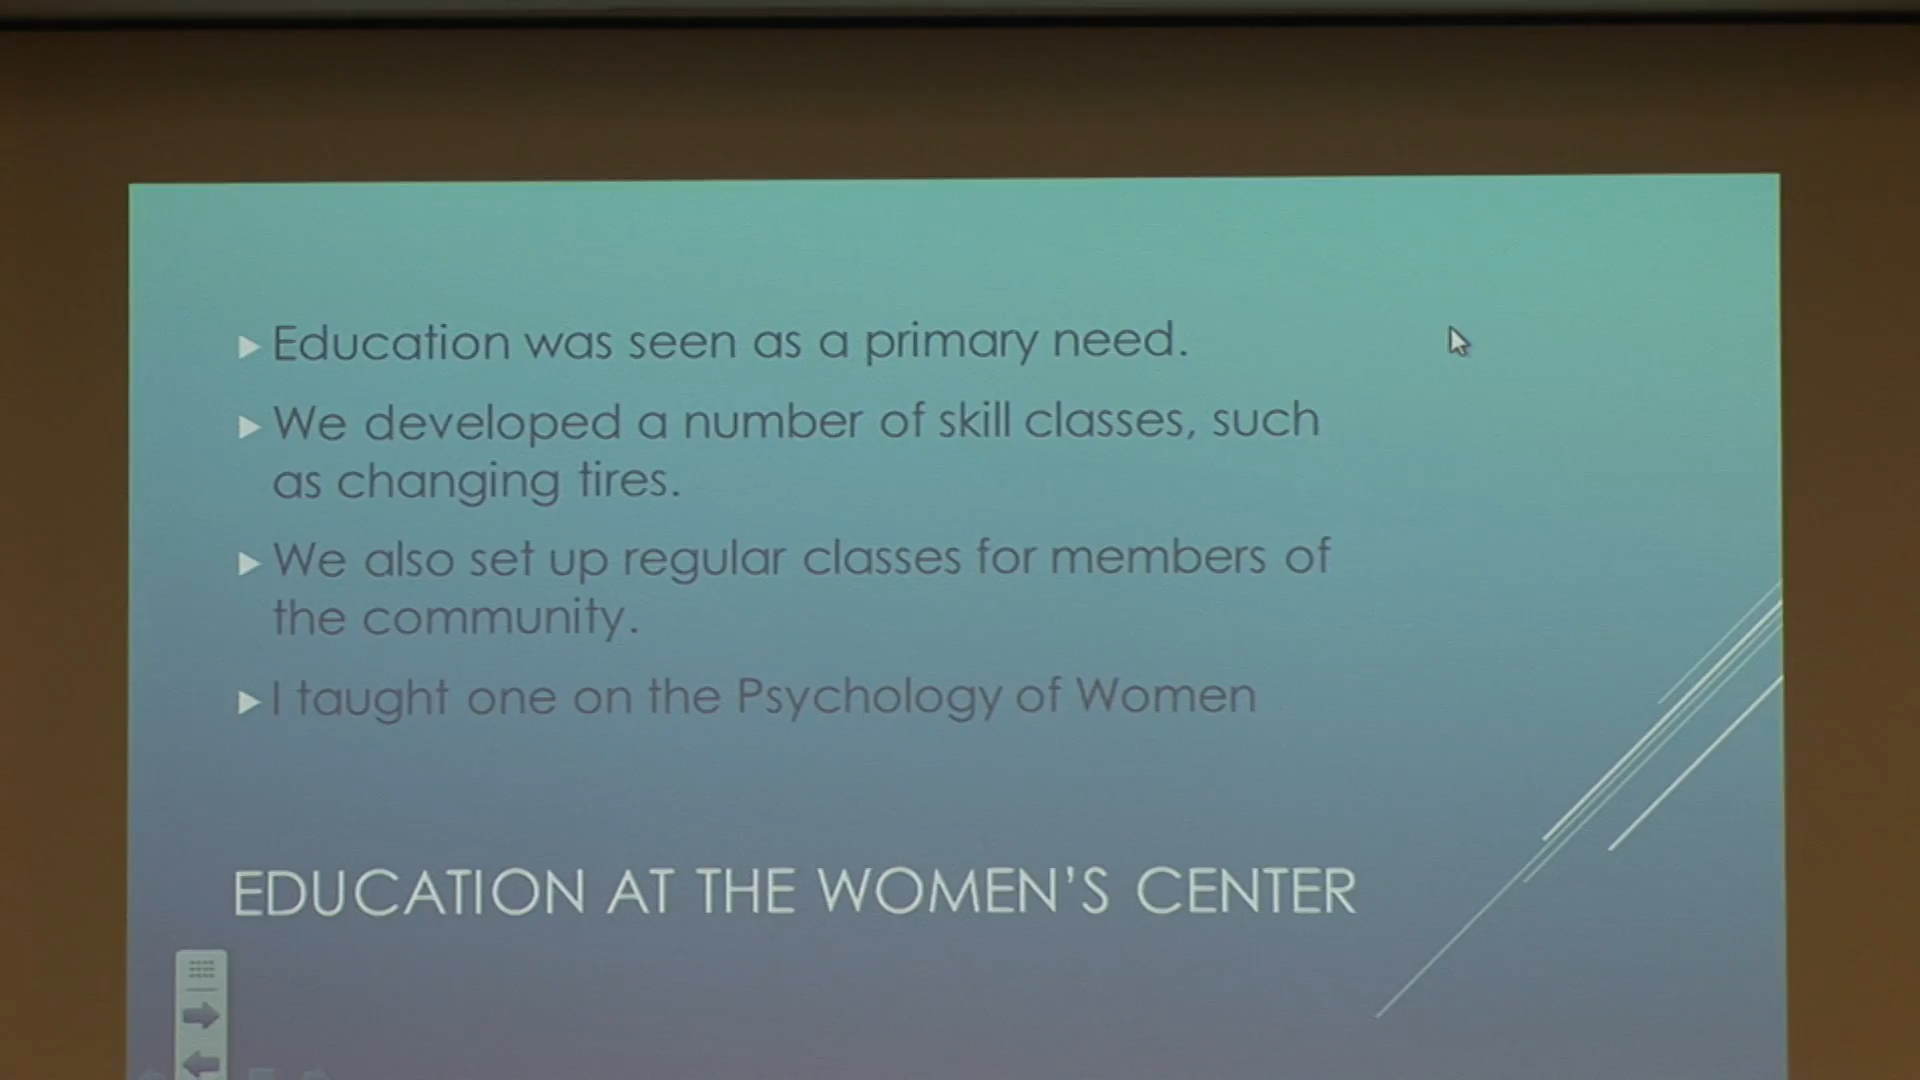 Education was seen as a primary need.
We developed a number of skill classes, such
as changing tires.
We also set up regular classes for members of
the community.
I taught one on the Psychology of Women
EDUCATION AT THE WOMEN'S CENTER